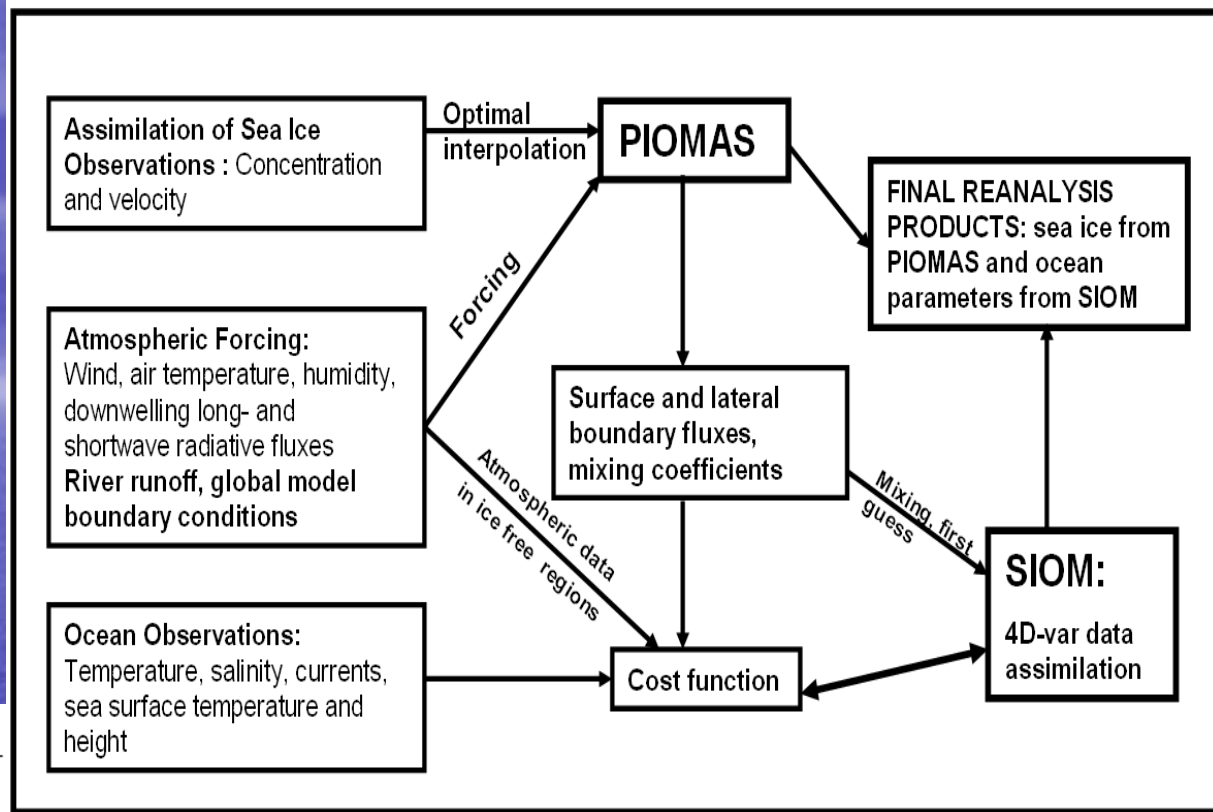 Assimilation of Sea Ice
Observations : Concentration
and velocity
Optimal
interpolation
PIOMAS
FINAL REANALYSIS
PRODUCTS: sea ice from
PIOMAS and ocean
parameters from SIOM
Forcing
Atmospheric Forcing:
Wind, air temperature, humidity,
downwelling long- and
shortwave radiative fluxes
River runoff, global model
boundary conditions
Surface and lateral
boundary fluxes,
mixing coefficients
Atmospheric data
in ice free regions
Mixing, first
guess
SIOM:
4D-var data
assimilation
Ocean Observations:
Temperature, salinity, currents,
sea surface temperature and
height
Cost function